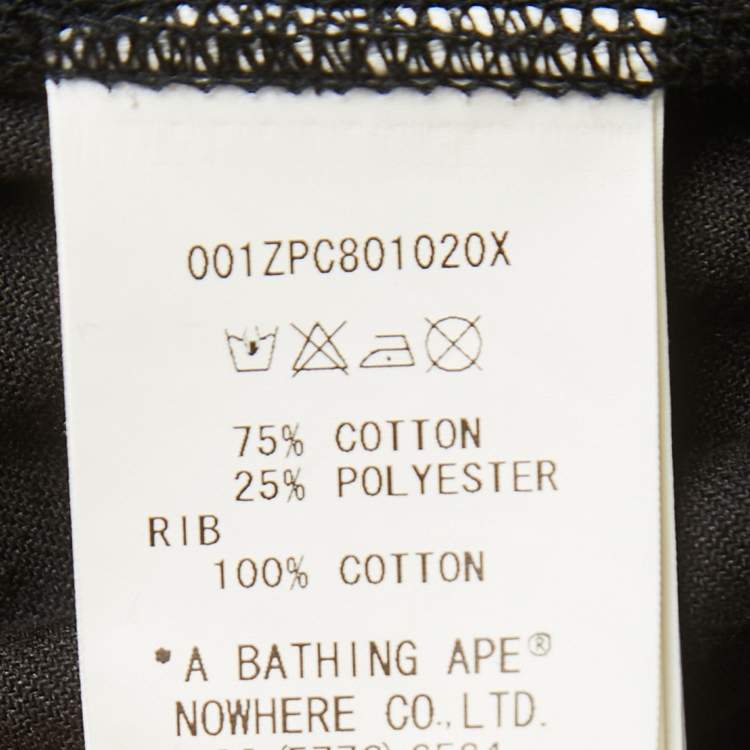 001ZPC801020X
75% COTTON
25% POLYESTER
RIB
100% COTTON
*A BATHING APE®
NOWHERE CO.,LTD.